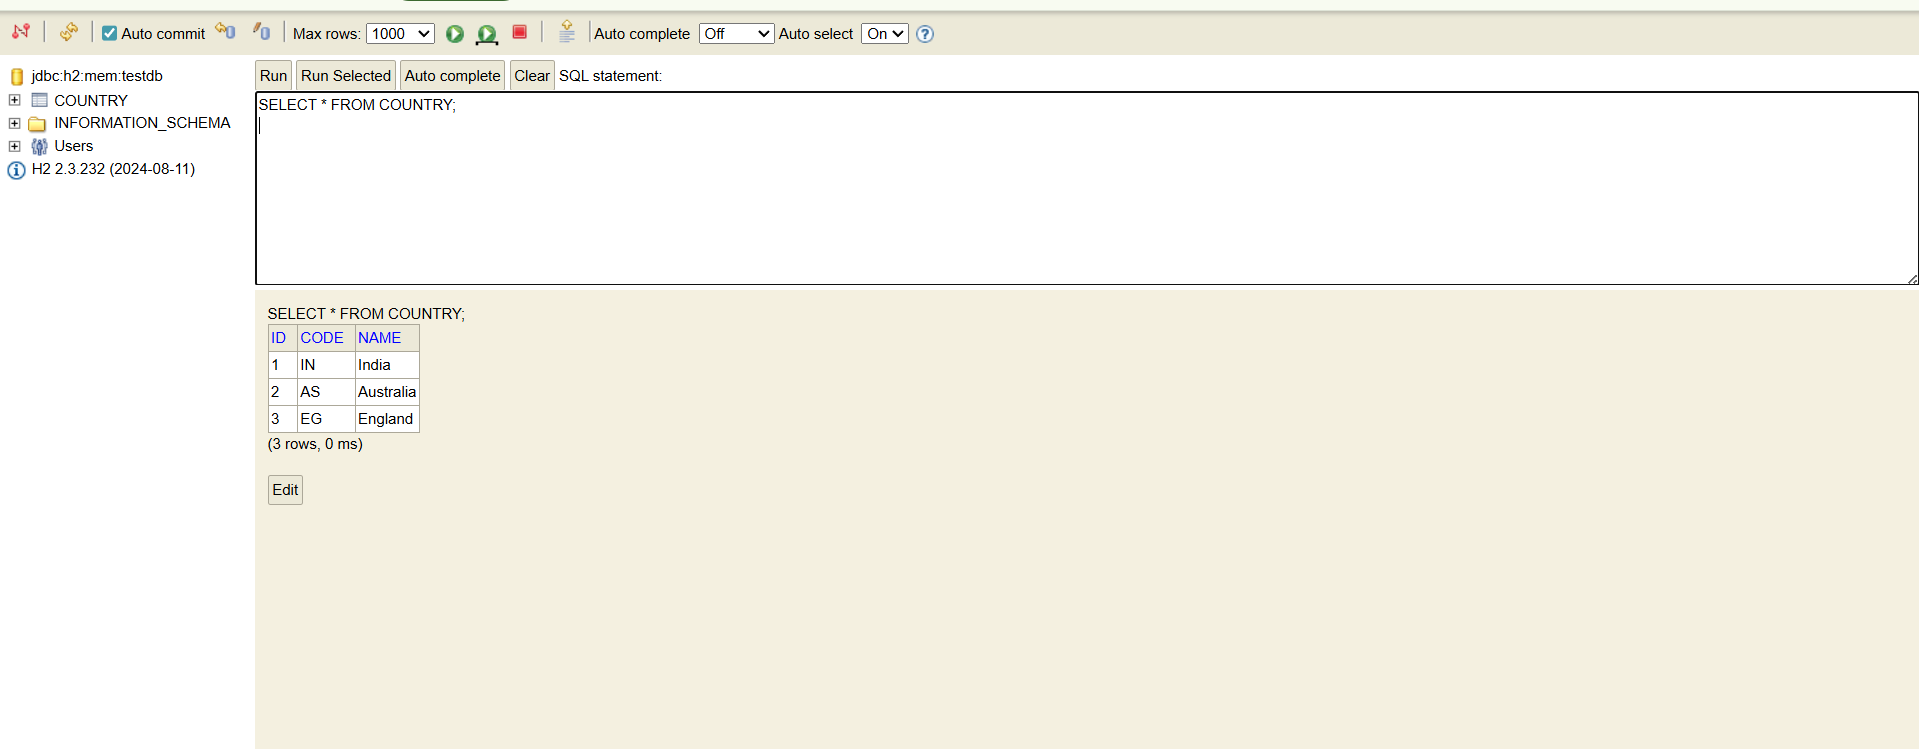 Auto commit Max rows: 1000 Auto complete Off Auto select On ?
jdbc:h2:mem:testdb
COUNTRY
INFORMATION_SCHEMA
Users
H2 2.3.232 (2024-08-11)
Run Run Selected Auto complete Clear SQL statement:
SELECT * FROM COUNTRY;
SELECT * FROM COUNTRY;
ID CODE NAME
1 IN India
2 AS Australia
3 EG England
(3 rows, 0 ms)
Edit